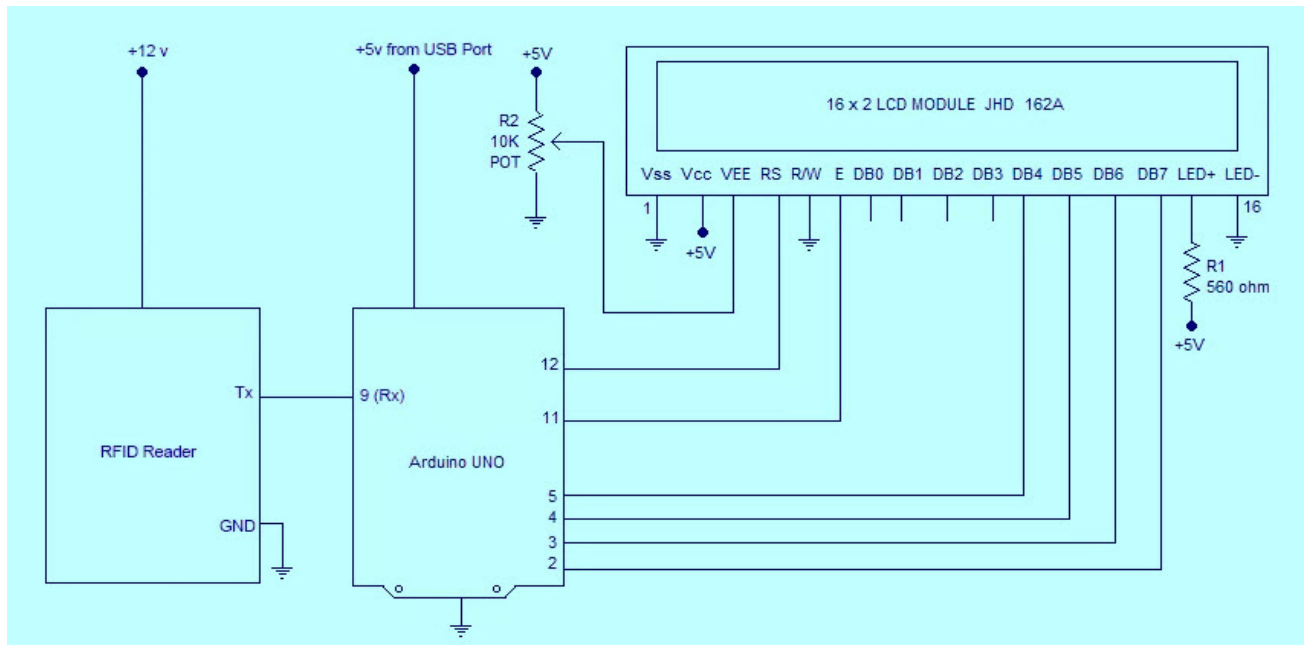 +12 v
+5v from USB Port
+5V
R2
10K
POT
16 x 2 LCD MODULE JHD 162A
Vss Vcc VEE RS R/W E DB0 DB1 DB2 DB3 DB4 DB5 DB6 DB7 LED+ LED-
1
16
+5V
R1
560 ohm
+5V
Tx
RFID Reader
GND
9 (Rx)
Arduino UNO
12
11
5
4
3
2